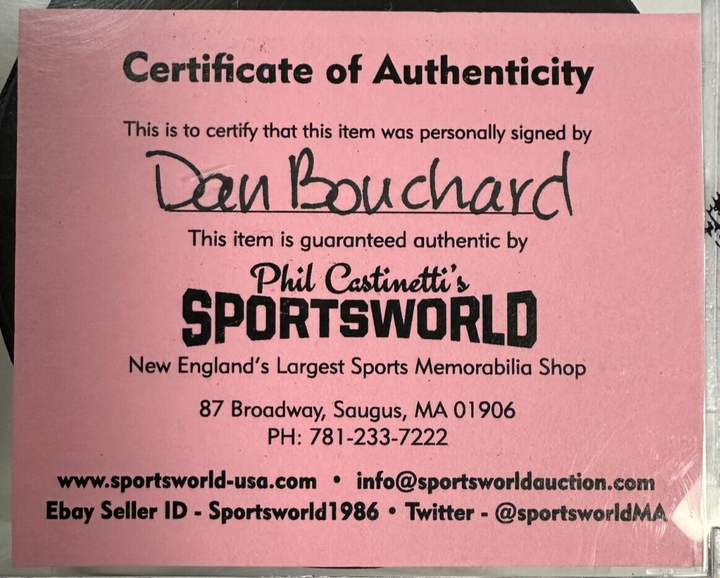 Certificate of Authenticity
This is to certify that this item was personally signed by
Dan Bouchard
This item is guaranteed authentic by
Phil Castinetti's
SPORTSWORLD
New England's Largest Sports Memorabilia Shop
87 Broadway, Saugus, MA 01906
PH: 781-233-7222
www.sportsworld-usa.com • info@sportsworldauction.com
Ebay Seller ID - Sportsworld1986 • Twitter - @sportsworldMA